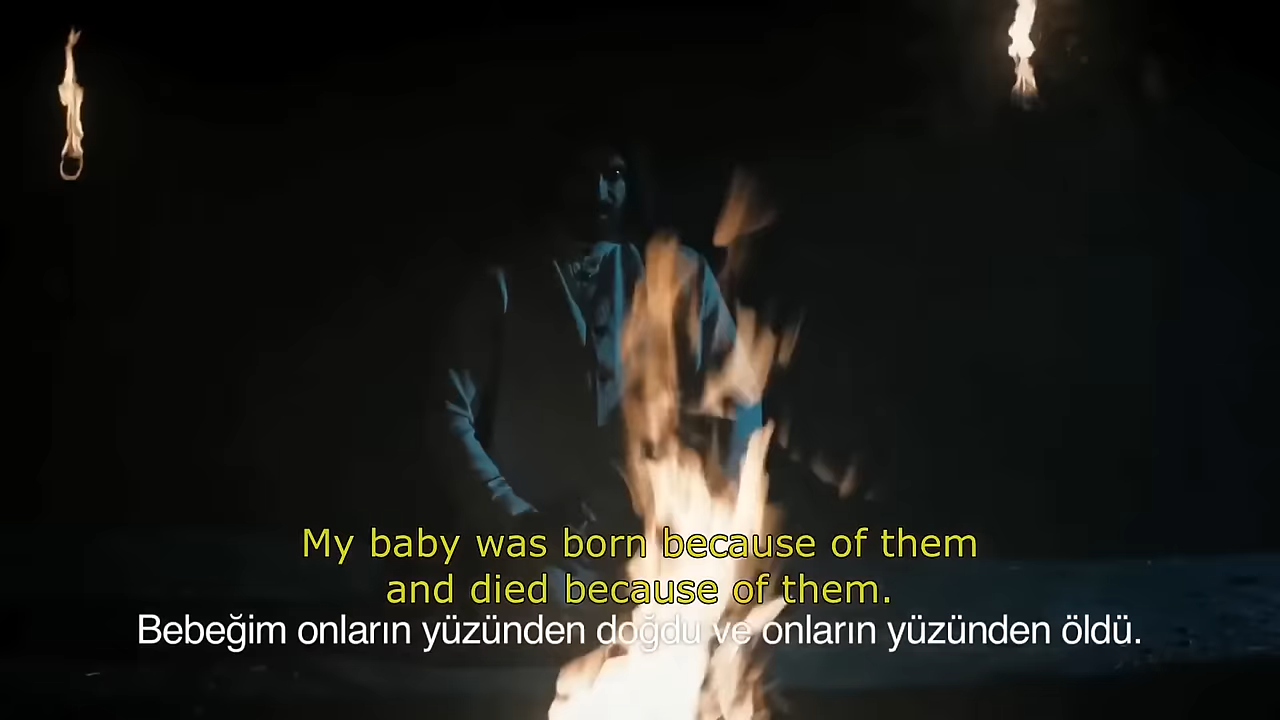 My baby was born because of them
and died because of them.
Bebeğim onların yüzünden doğdu ve onların yüzünden öldü.